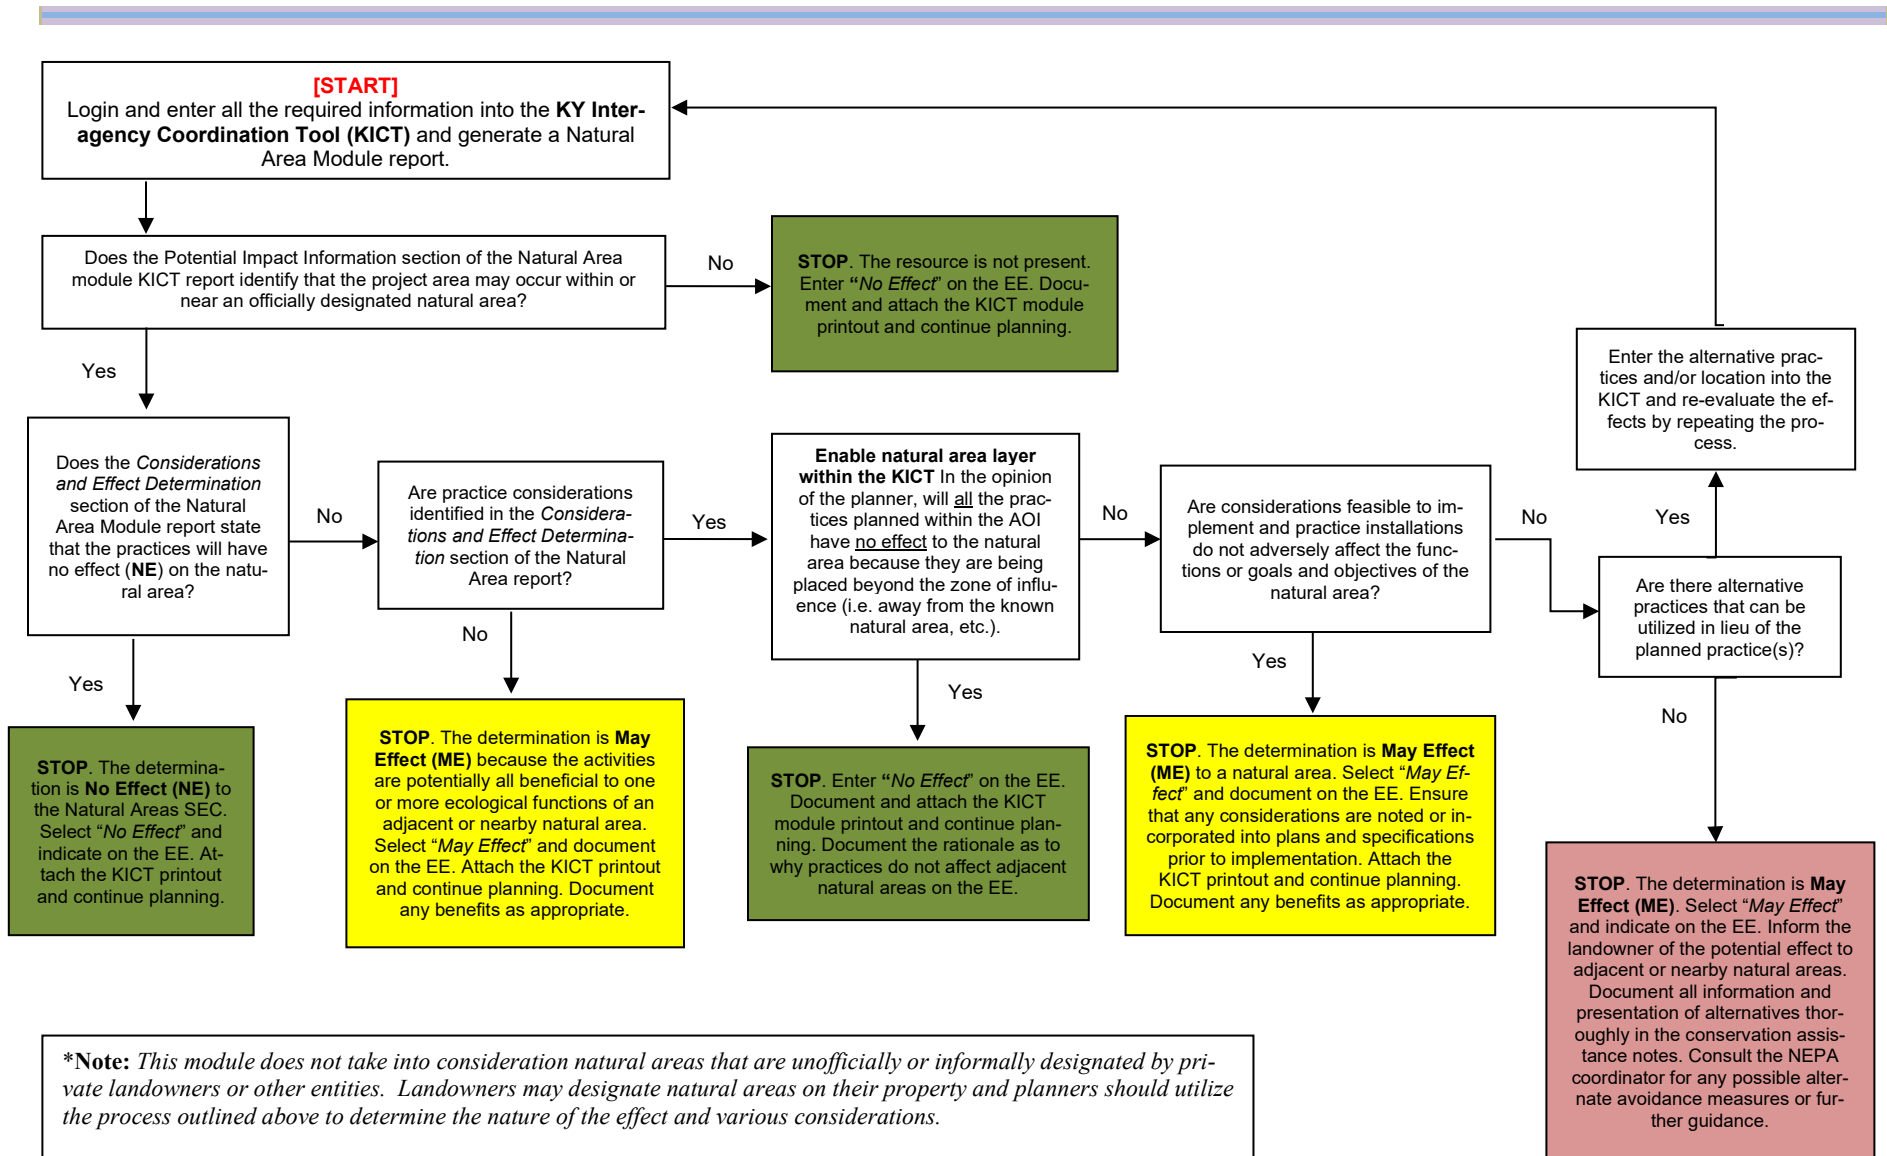 [START]
Login and enter all the required information into the KY Inter-
agency Coordination Tool (KICT) and generate a Natural
Area Module report.
Does the Potential Impact Information section of the Natural Area
module KICT report identify that the project area may occur within or
near an officially designated natural area?
No
STOP. The resource is not present.
Enter “No Effect” on the EE. Docu-
ment and attach the KICT module
printout and continue planning.
Yes
Enter the alternative prac-
tices and/or location into the
KICT and re-evaluate the ef-
fects by repeating the pro-
cess.
Does the Considerations
and Effect Determination
section of the Natural
Area Module report state
that the practices will have
no effect (NE) on the natu-
ral area?
No
Are practice considerations
identified in the Considera-
tions and Effect Determina-
tion section of the Natural
Area report?
Yes
Enable natural area layer
within the KICT In the opinion
of the planner, will all the prac-
tices planned within the AOI
have no effect to the natural
area because they are being
placed beyond the zone of influ-
ence (i.e. away from the known
natural area, etc.).
No
Are considerations feasible to im-
plement and practice installations
do not adversely affect the func-
tions or goals and objectives of the
natural area?
No
Yes
Are there alternative
practices that can be
utilized in lieu of the
planned practice(s)?
Yes
No
Yes
Yes
No
STOP. The determina-
tion is No Effect (NE) to
the Natural Areas SEC.
Select “No Effect” and
indicate on the EE. At-
tach the KICT printout
and continue planning.
STOP. The determination is May
Effect (ME) because the activities
are potentially all beneficial to one
or more ecological functions of an
adjacent or nearby natural area.
Select “May Effect” and document
on the EE. Attach the KICT printout
and continue planning. Document
any benefits as appropriate.
STOP. Enter “No Effect” on the EE.
Document and attach the KICT
module printout and continue plan-
ning. Document the rationale as to
why practices do not affect adjacent
natural areas on the EE.
STOP. The determination is May Effect
(ME) to a natural area. Select “May Ef-
fect” and document on the EE. Ensure
that any considerations are noted or in-
corporated into plans and specifications
prior to implementation. Attach the
KICT printout and continue planning.
Document any benefits as appropriate.
STOP. The determination is May
Effect (ME). Select “May Effect”
and indicate on the EE. Inform the
landowner of the potential effect to
adjacent or nearby natural areas.
Document all information and
presentation of alternatives thor-
oughly in the conservation assis-
tance notes. Consult the NEPA
coordinator for any possible alter-
nate avoidance measures or fur-
ther guidance.
*Note: This module does not take into consideration natural areas that are unofficially or informally designated by pri-
vate landowners or other entities.  Landowners may designate natural areas on their property and planners should utilize
the process outlined above to determine the nature of the effect and various considerations.